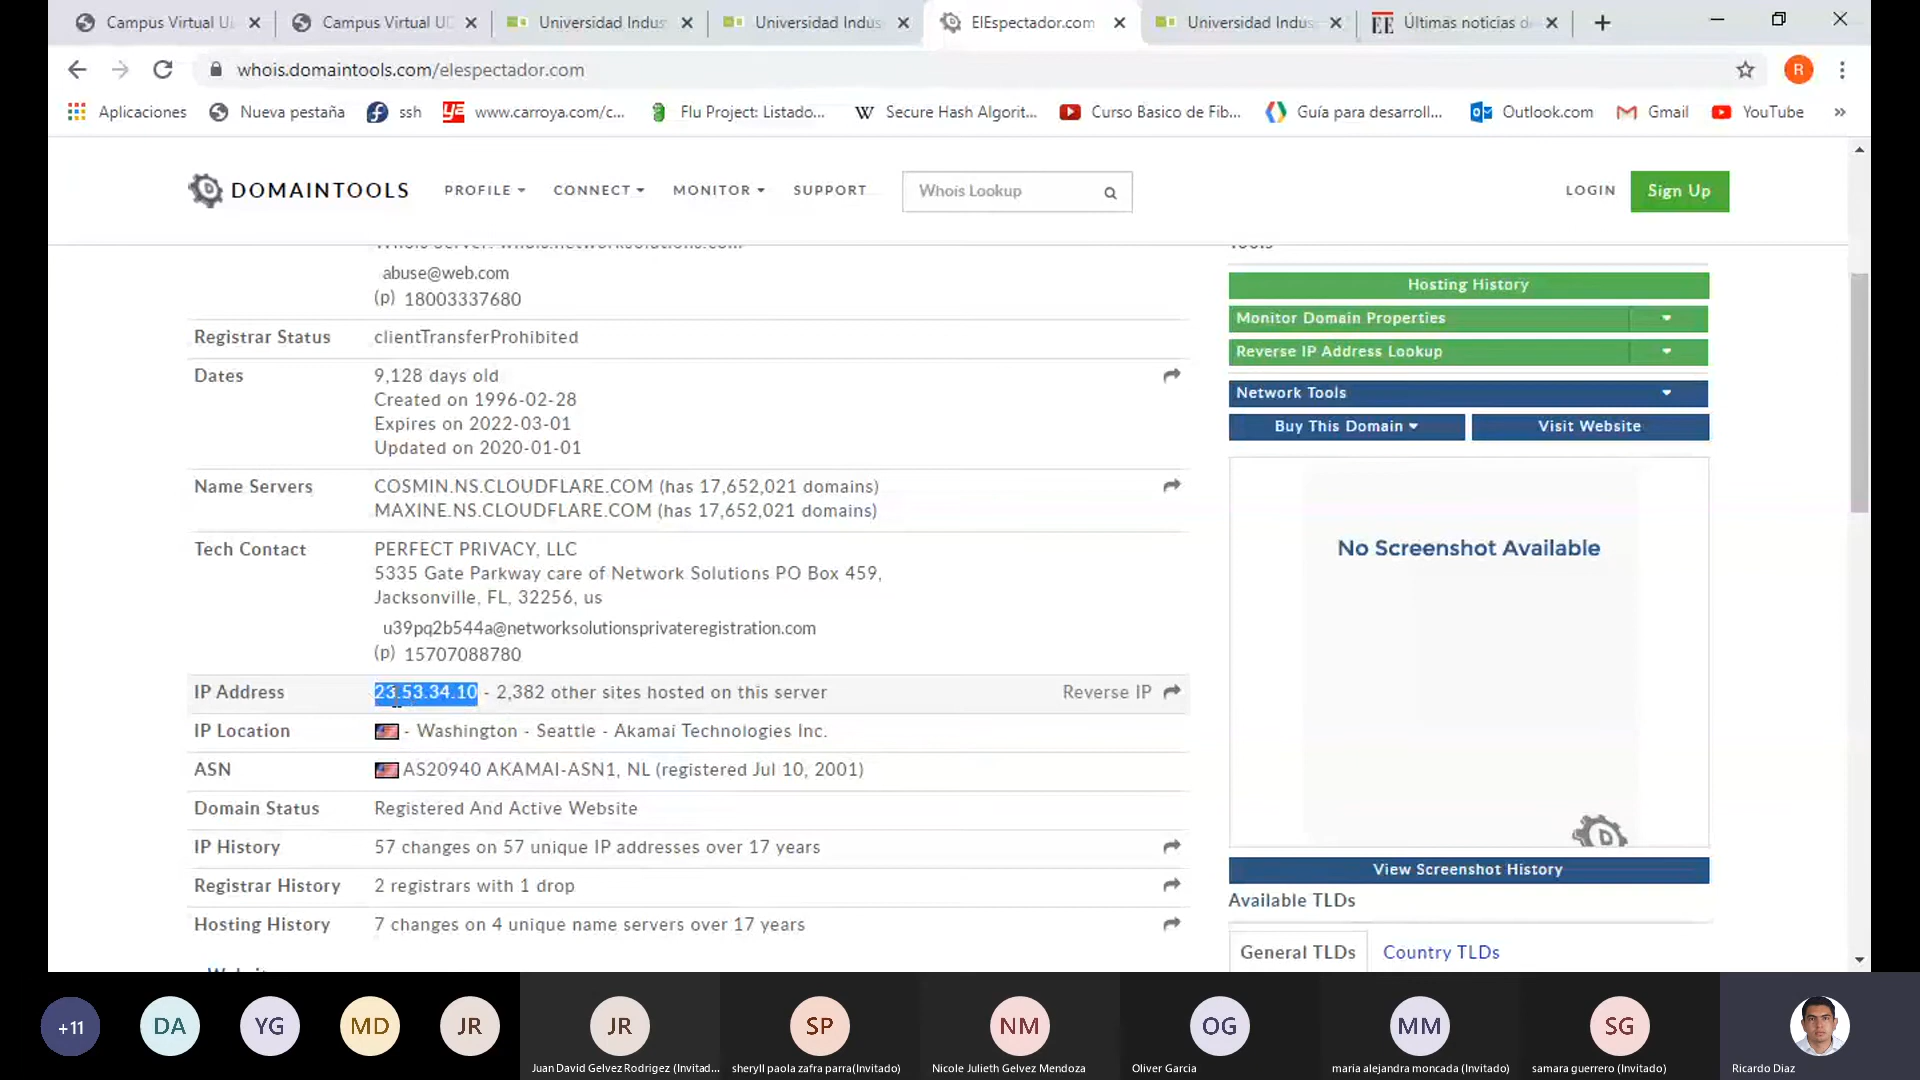 Campus Virtual U
Campus Virtual UD
Universidad Indus
Universidad Indus
ElEspectador.com
Universidad Indus
Últimas noticias d
whois.domaintools.com/elespectador.com
R
Aplicaciones
Nueva pestaña
ssh
www.carroya.com/c...
Flu Project: Listado...
Secure Hash Algorit...
Curso Basico de Fib...
Guía para desarroll...
Outlook.com
Gmail
YouTube
»
DOMAINTOOLS
PROFILE
CONNECT
MONITOR
SUPPORT
Whois Lookup
LOGIN
Sign Up
Whois Server: whois.networksolutions.com
abuse@web.com
(p) 18003337680
Registrar Status
clientTransferProhibited
Dates
9,128 days old
Created on 1996-02-28
Expires on 2022-03-01
Updated on 2020-01-01
Name Servers
COSMIN.NS.CLOUDFLARE.COM (has 17,652,021 domains)
MAXINE.NS.CLOUDFLARE.COM (has 17,652,021 domains)
Tech Contact
PERFECT PRIVACY, LLC
5335 Gate Parkway care of Network Solutions PO Box 459,
Jacksonville, FL, 32256, us
u39pq2b544a@networksolutionsprivateregistration.com
(p) 15707088780
IP Address
23.53.34.10 - 2,382 other sites hosted on this server
Reverse IP
IP Location
- Washington - Seattle - Akamai Technologies Inc.
ASN
AS20940 AKAMAI-ASN1, NL (registered Jul 10, 2001)
Domain Status
Registered And Active Website
IP History
57 changes on 57 unique IP addresses over 17 years
Registrar History
2 registrars with 1 drop
Hosting History
7 changes on 4 unique name servers over 17 years
Website
Tools
Hosting History
Monitor Domain Properties
Reverse IP Address Lookup
Network Tools
Buy This Domain
Visit Website
No Screenshot Available
View Screenshot History
Available TLDs
General TLDs
Country TLDs
+11
DA
YG
MD
JR
JR
SP
NM
OG
MM
SG
Juan David Gelvez Rodrigez (Invitad...
sheryll paola zafra parra(Invitado)
Nicole Julieth Gelvez Mendoza
Oliver Garcia
maria alejandra moncada (Invitado)
samara guerrero (Invitado)
Ricardo Diaz